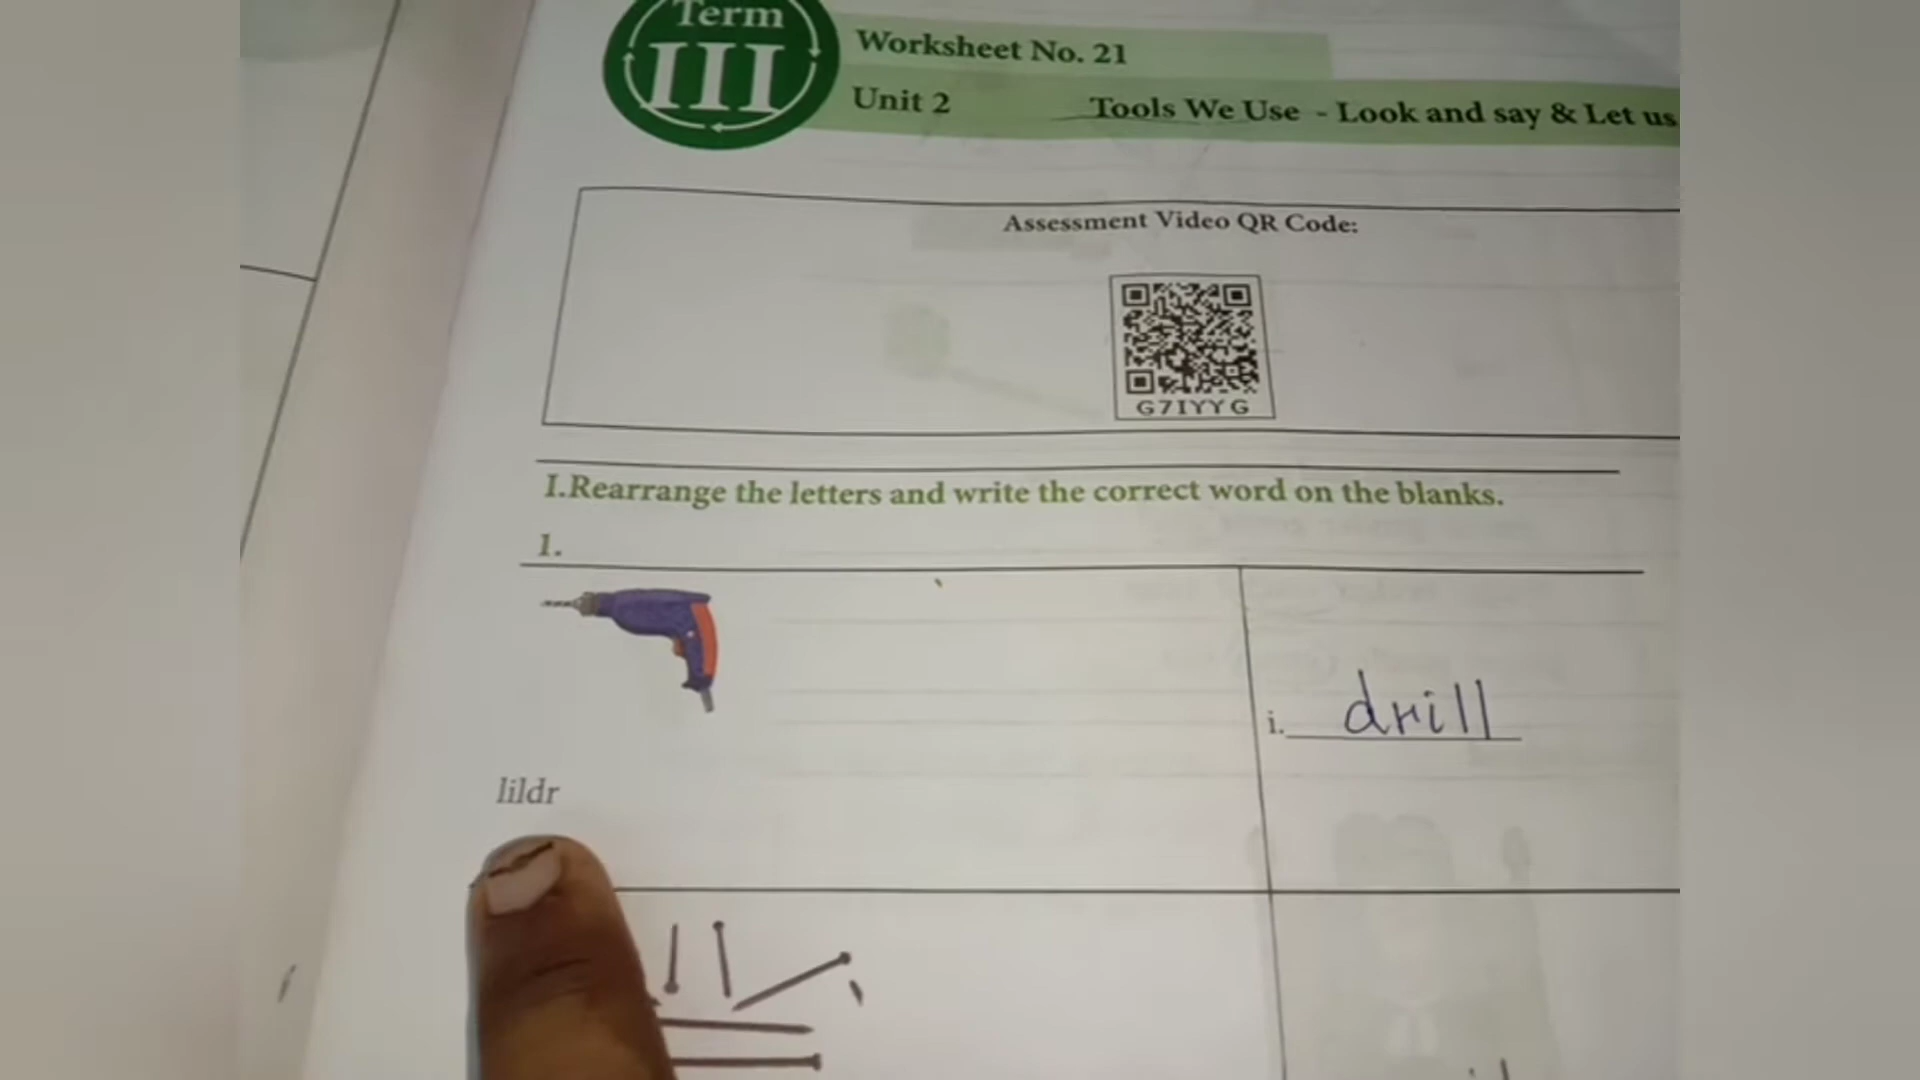 Term
III
Worksheet No. 21
Unit 2 Tools We Use - Look and say & Let us
Assessment Video QR Code:
G7IYYG
I.Rearrange the letters and write the correct word on the blanks.
1.
i. drill
lildr